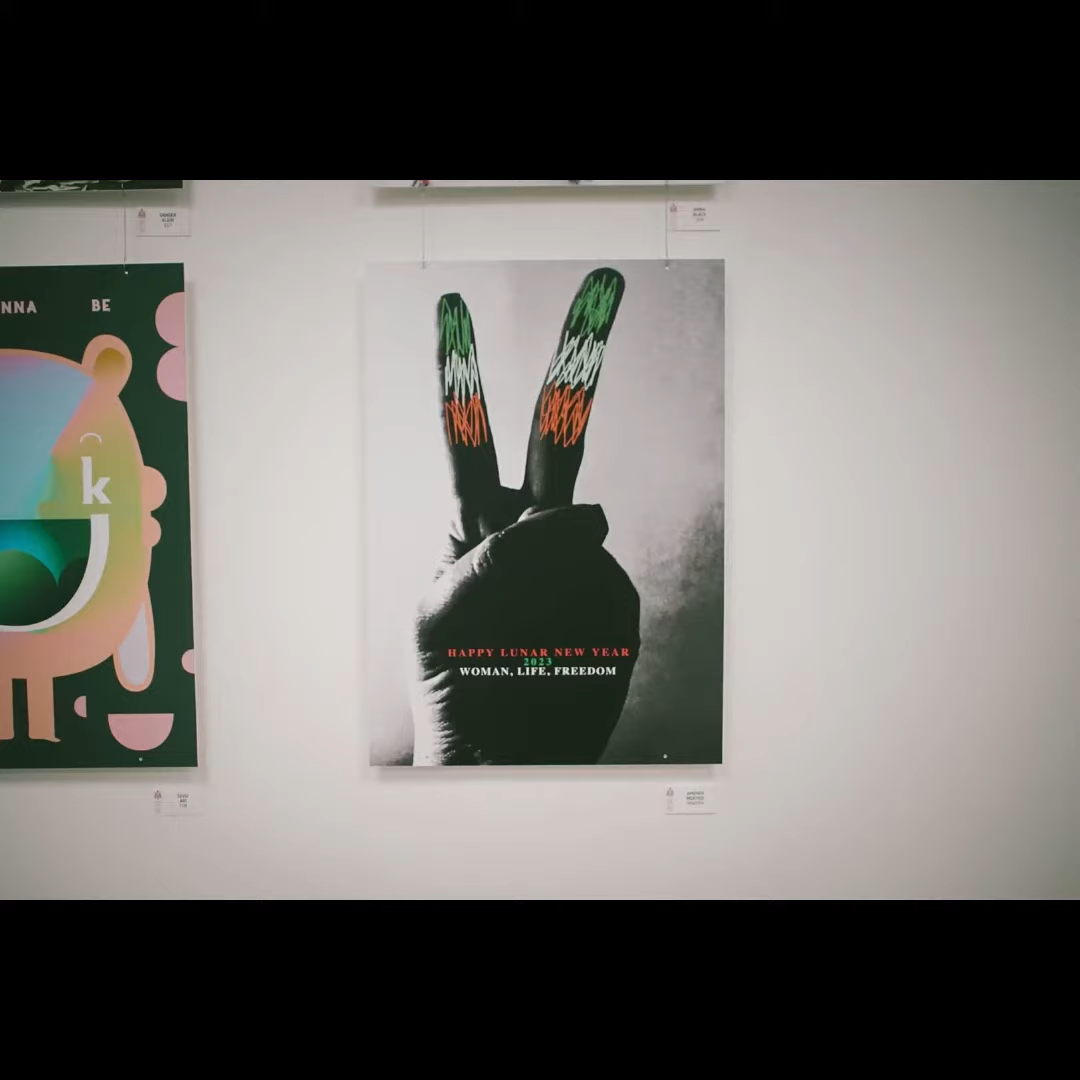 NNA BE
k
HAPPY LUNAR NEW YEAR
2023
WOMAN, LIFE, FREEDOM